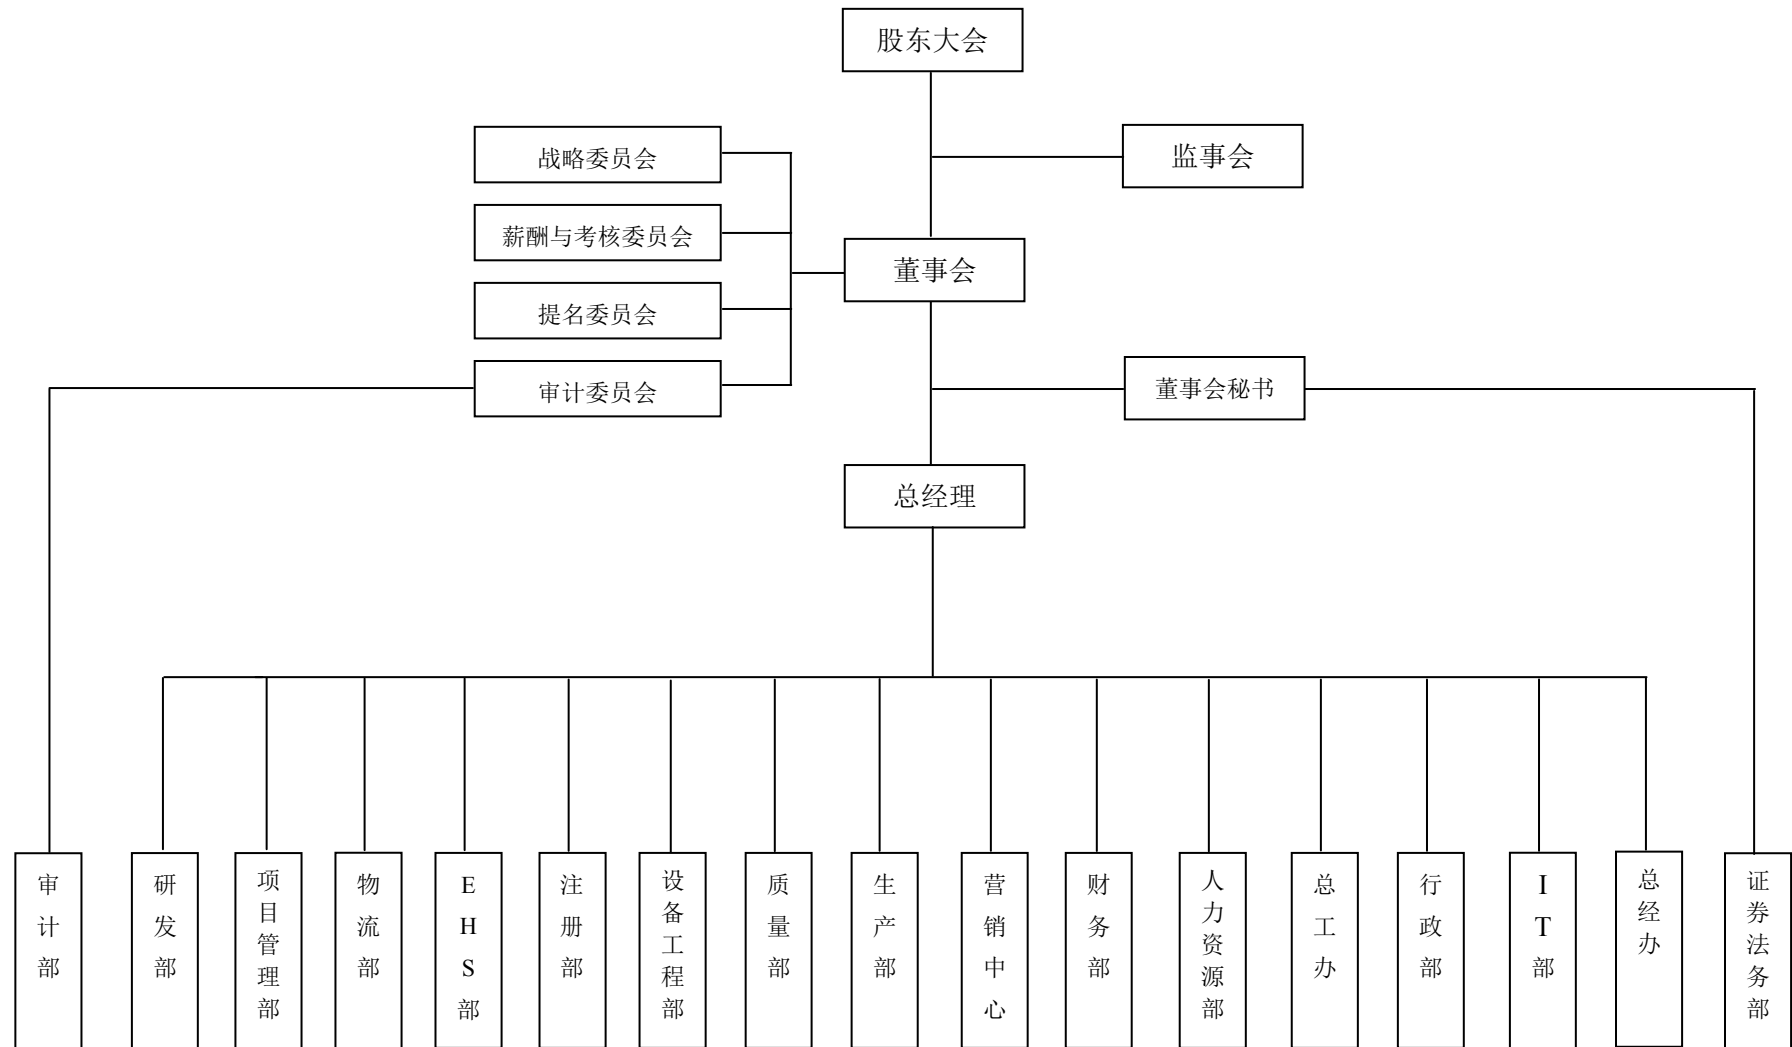 股东大会
监事会
战略委员会
薪酬与考核委员会
董事会
提名委员会
审计委员会
董事会秘书
总经理
审计部
研发部
项目管理部
物流部
EHS部
注册部
设备工程部
质量部
生产部
营销中心
财务部
人力资源部
总工办
行政部
IT部
总经办
证券法务部